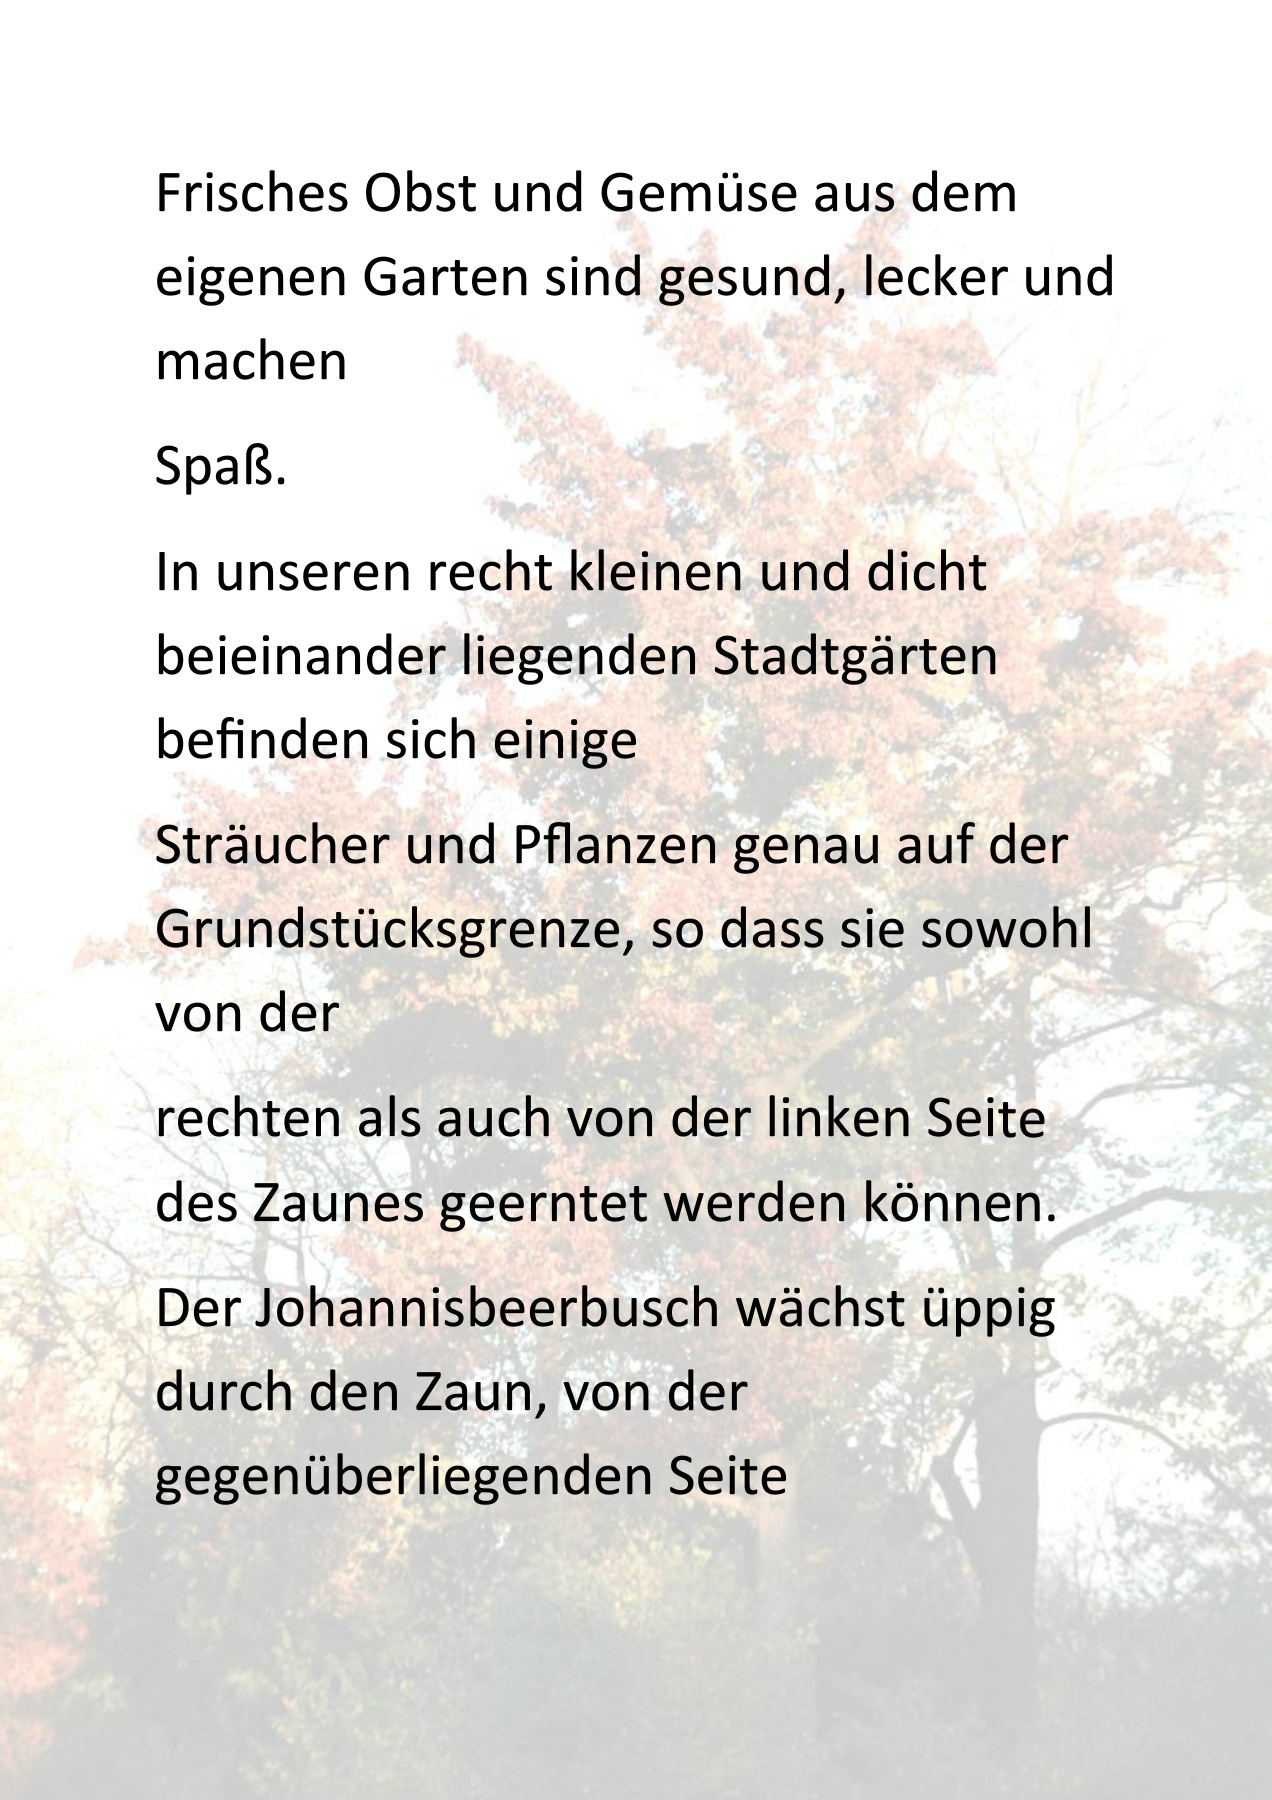 Frisches Obst und Gemüse aus dem
eigenen Garten sind gesund, lecker und
machen
Spaß.
In unseren recht kleinen und dicht
beieinander liegenden Stadtgärten
befinden sich einige
Sträucher und Pflanzen genau auf der
Grundstücksgrenze, so dass sie sowohl
von der
rechten als auch von der linken Seite
des Zaunes geerntet werden können.
Der Johannisbeerbusch wächst üppig
durch den Zaun, von der
gegenüberliegenden Seite